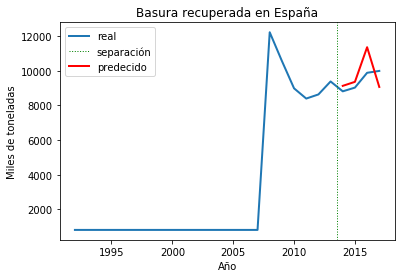 Basura recuperada en España
real
separación
predecido
Miles de toneladas
12000
10000
8000
6000
4000
2000
1995
2000
2005
2010
2015
Año